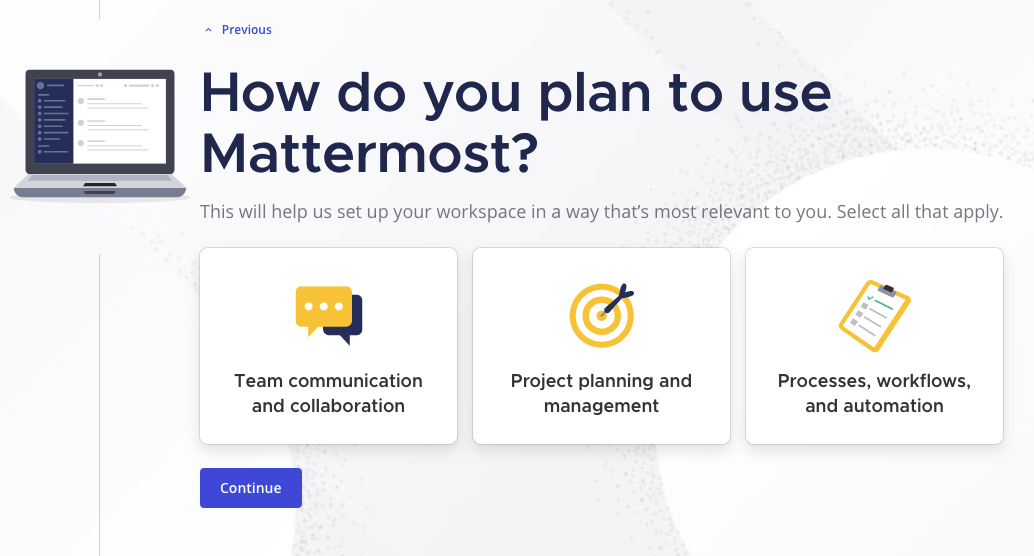 Previous
How do you plan to use
Mattermost?
This will help us set up your workspace in a way that’s most relevant to you. Select all that apply.
Team communication
and collaboration
Project planning and
management
Processes, workflows,
and automation
Continue